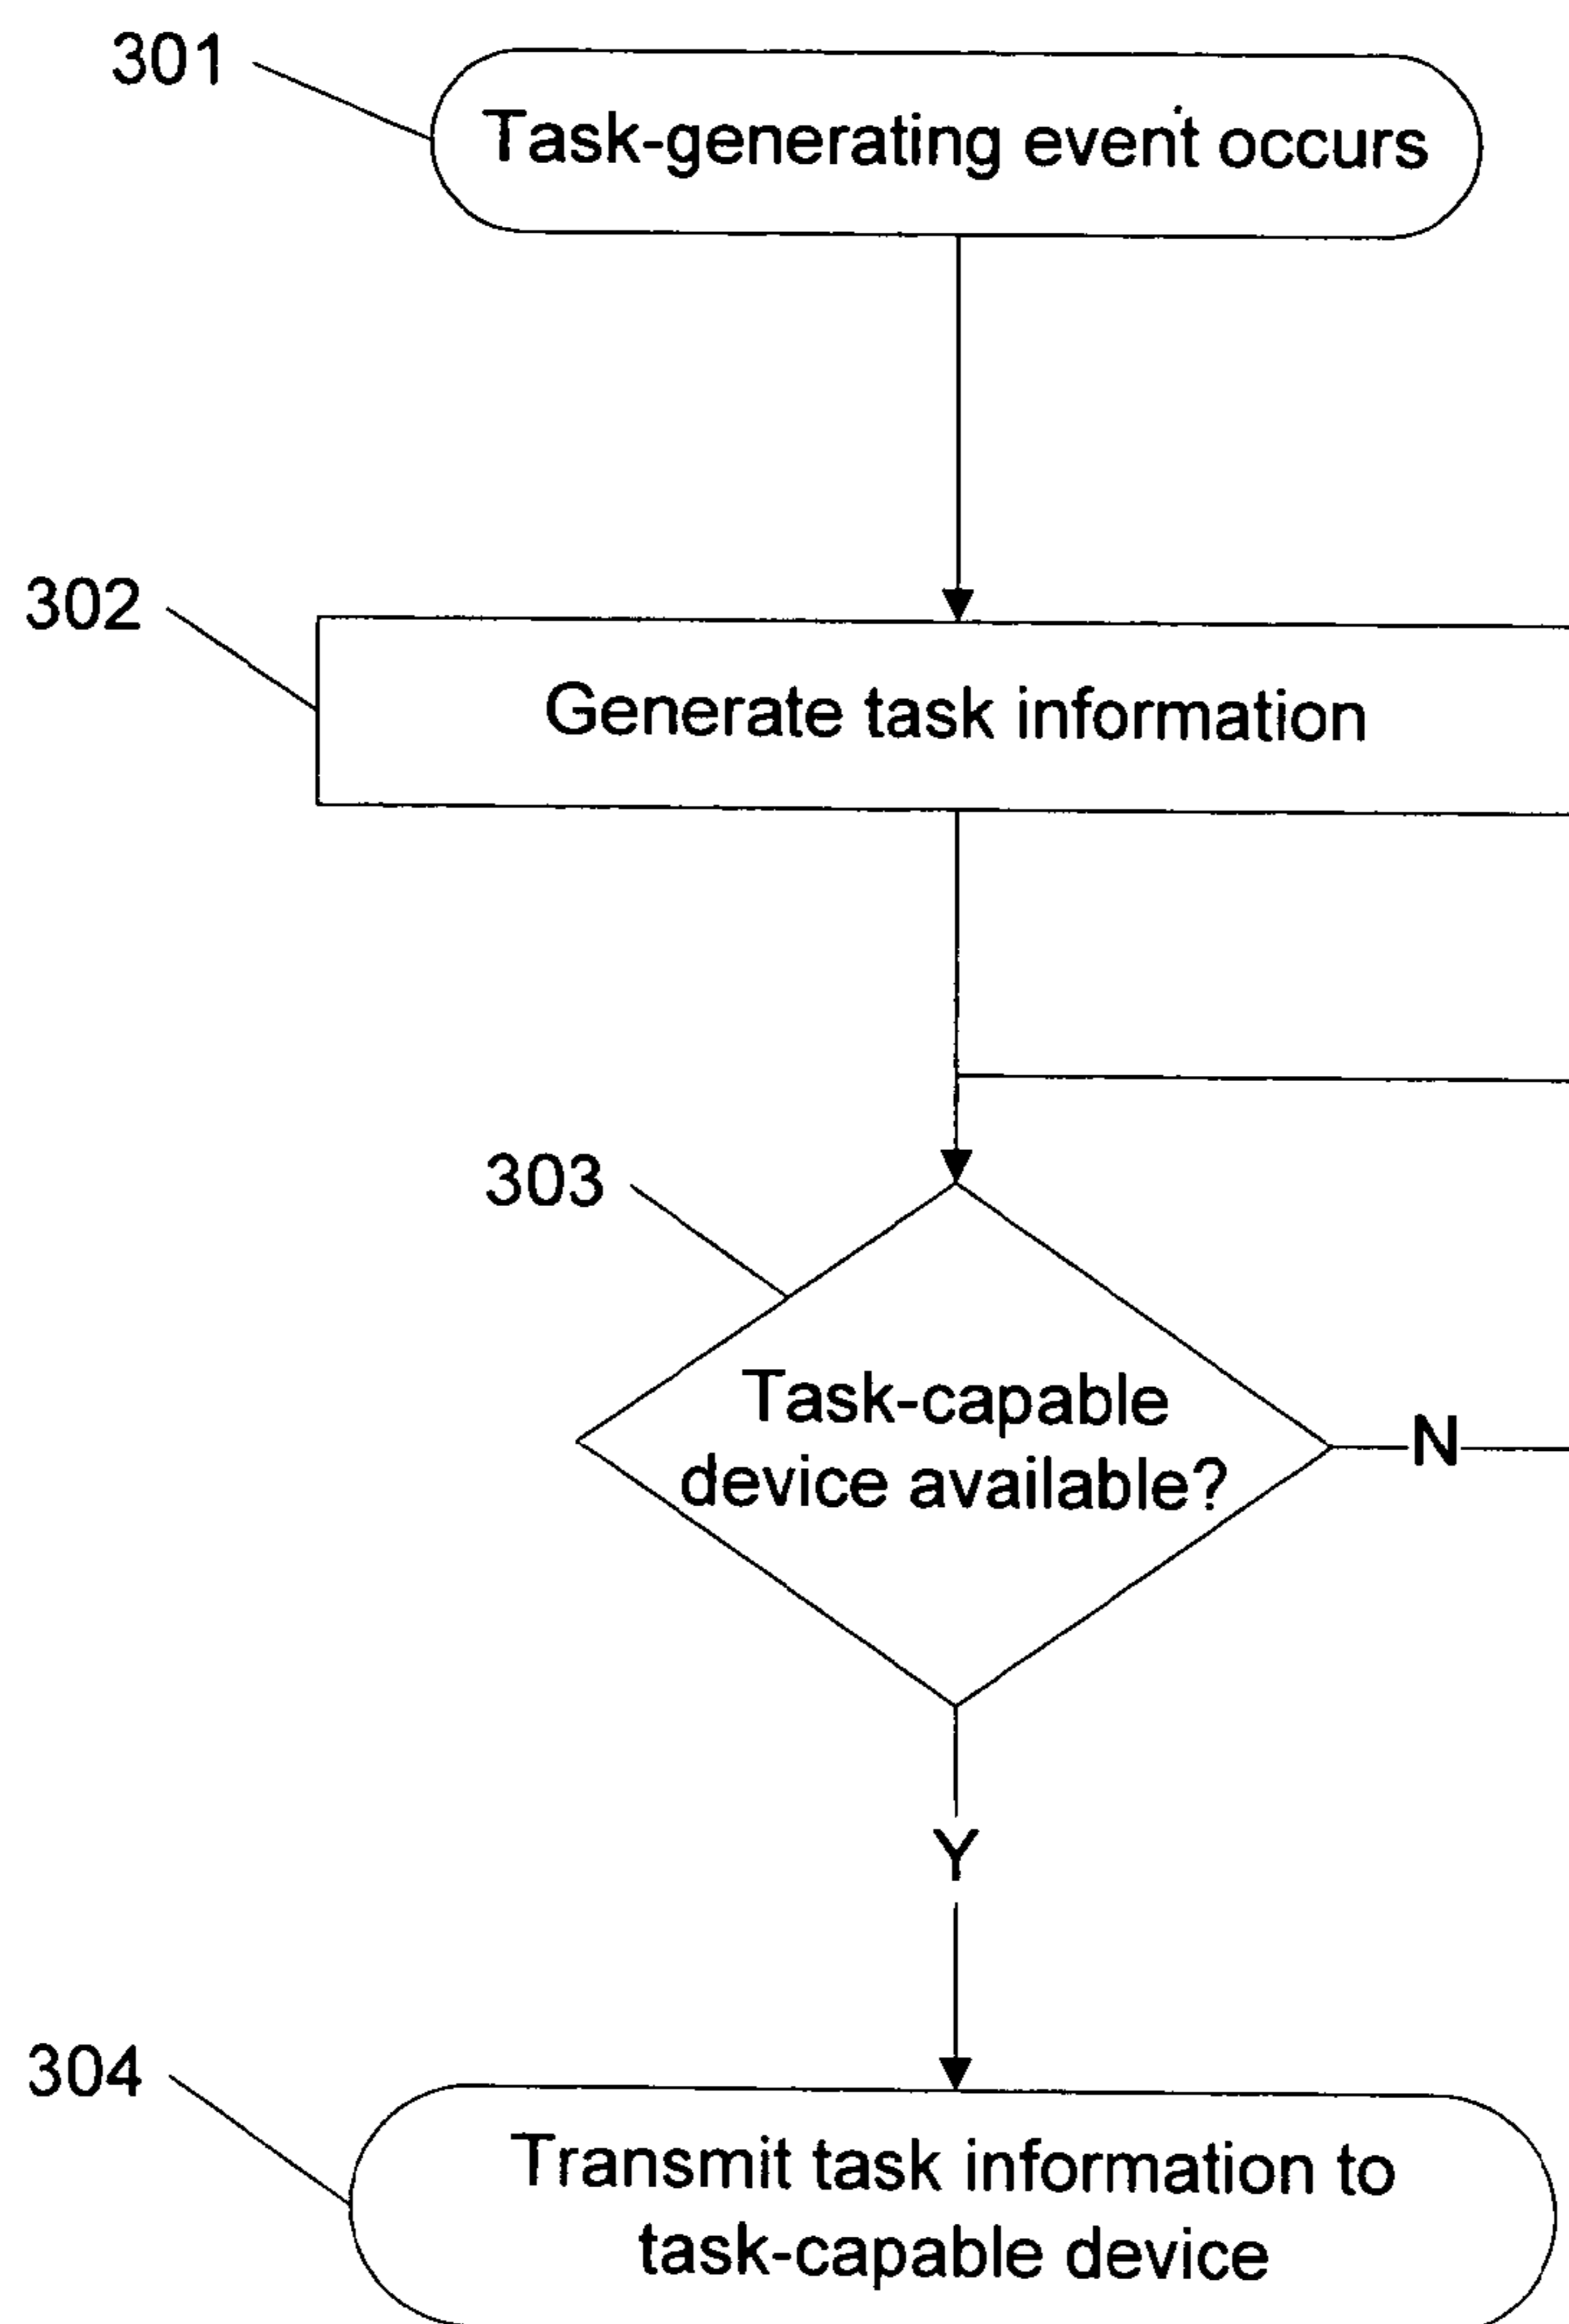 301
Task-generating event occurs
302
Generate task information
303
Task-capable
device available?
N
Y
304
Transmit task information to
task-capable device